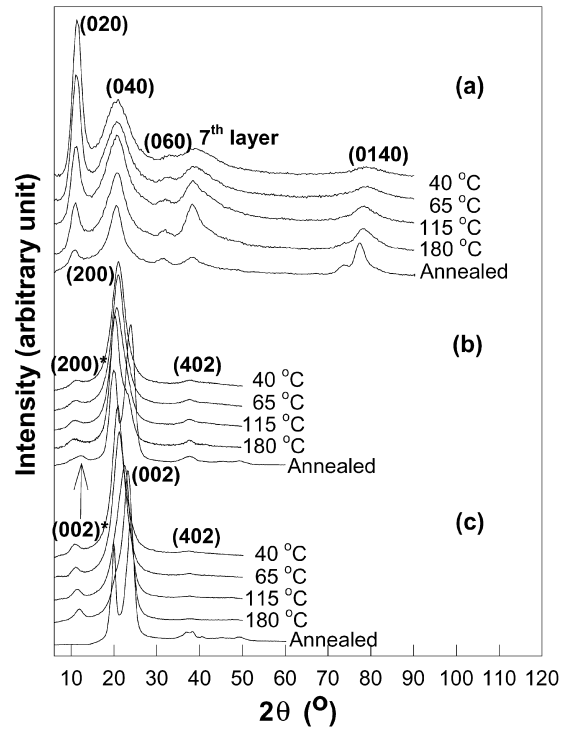 (020)
(040)
(a)
(060) 7th layer
(0140)
40 °C
65 °C
115 °C
180 °C
Annealed
(200)
(b)
(200)*
(402)
40 °C
65 °C
115 °C
180 °C
Annealed
(002)
(002)*
(402)
(c)
40 °C
65 °C
115 °C
180 °C
Annealed
Intensity (arbitrary unit)
10 20 30 40 50 60 70 80 90 100 110 120
2θ (°)